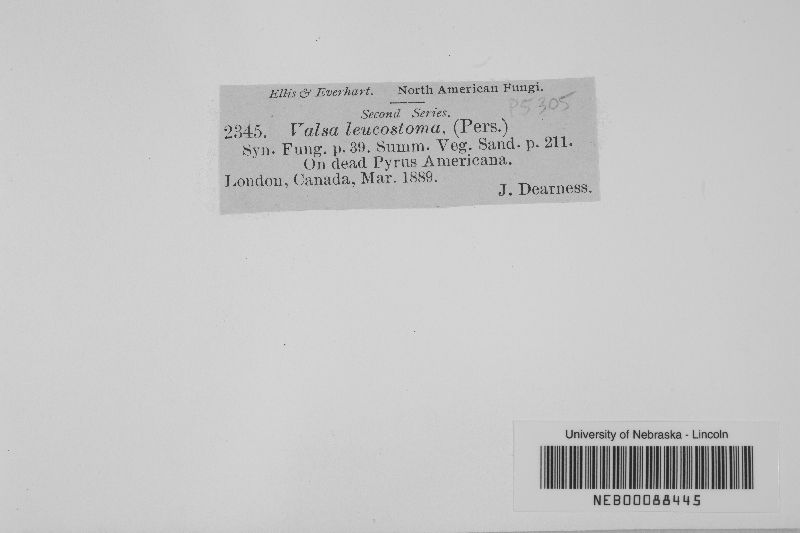 Ellis & Everhart. North American Fungi.
P5305
Second Series.
2345. Valsa leucostoma, (Pers.)
Syn. Fung. p. 39. Summ. Veg. Sand. p. 211.
On dead Pyrus Americana.
London, Canada, Mar. 1889.
J. Dearness.
University of Nebraska - Lincoln
NEB00088445